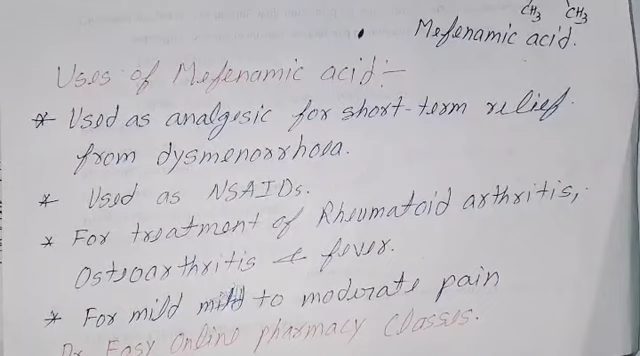 CH3 CH3
Mefenamic acid.
Uses of Mefenamic acid:-
* Used as analgesic for short-term relief
from dysmenorrhoea.
* Used as NSAIDs.
* For treatment of Rheumatoid arthritis,
Osteoarthritis & fever.
* For mild to moderate pain
By Easy Online pharmacy Classes.